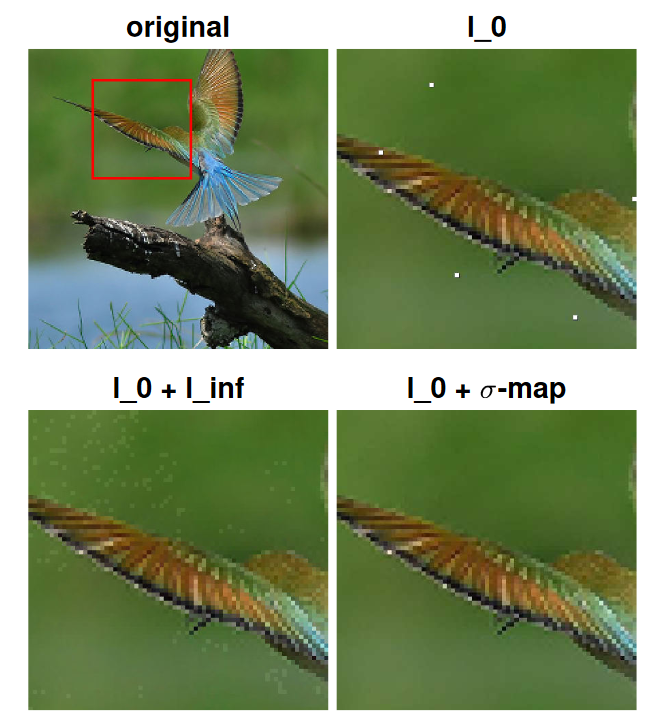 original
l_0
l_0 + l_inf
l_0 + σ-map